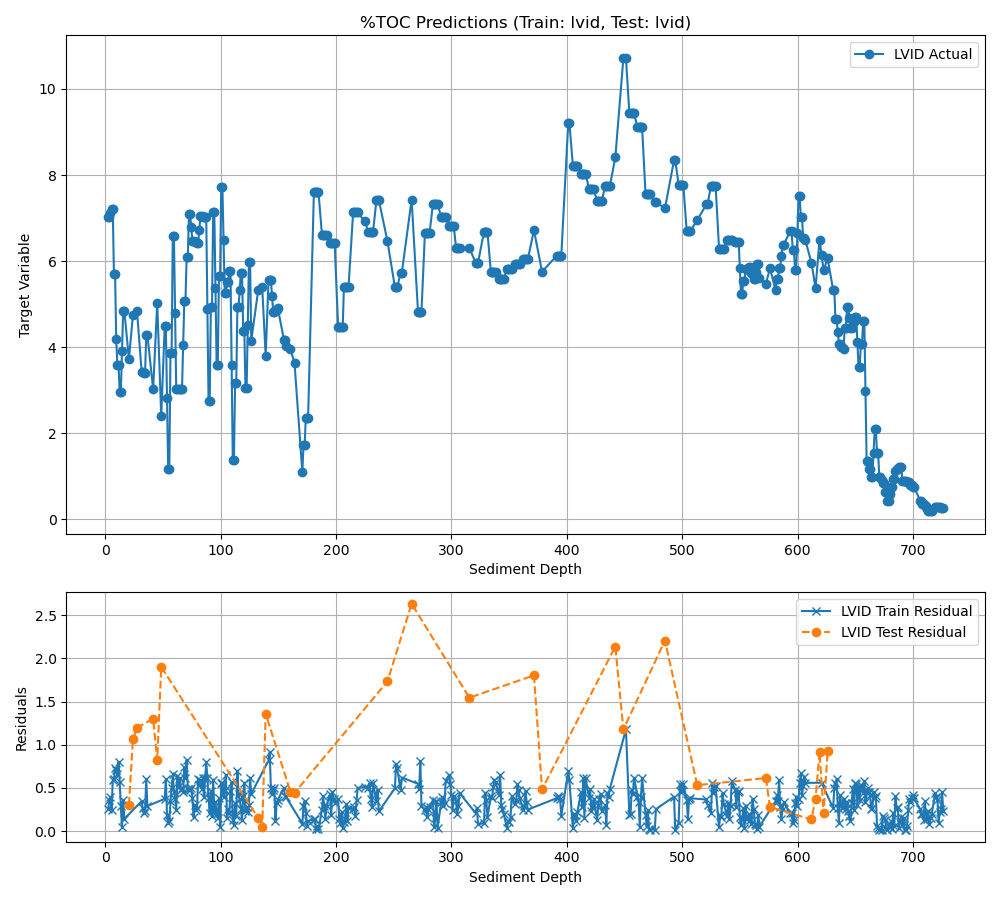 %TOC Predictions (Train: lvid, Test: lvid)
LVID Actual
Target Variable
10
8
6
4
2
0
0 100 200 300 400 500 600 700
Sediment Depth
LVID Train Residual
LVID Test Residual
Residuals
2.5
2.0
1.5
1.0
0.5
0.0
0 100 200 300 400 500 600 700
Sediment Depth